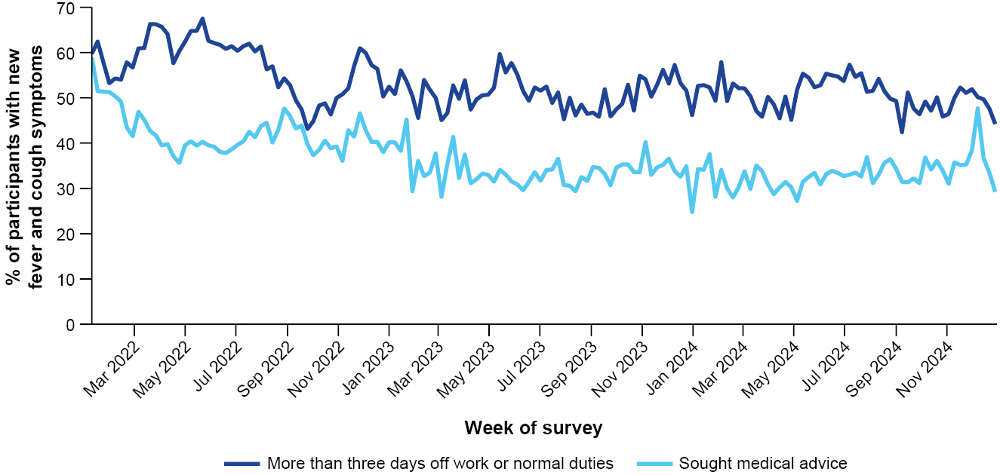 % of participants with new
fever and cough symptoms
70
60
50
40
30
20
10
0
Mar 2022
May 2022
Jul 2022
Sep 2022
Nov 2022
Jan 2023
Mar 2023
May 2023
Jul 2023
Sep 2023
Nov 2023
Jan 2024
Mar 2024
May 2024
Jul 2024
Sep 2024
Nov 2024
Week of survey
More than three days off work or normal duties
Sought medical advice